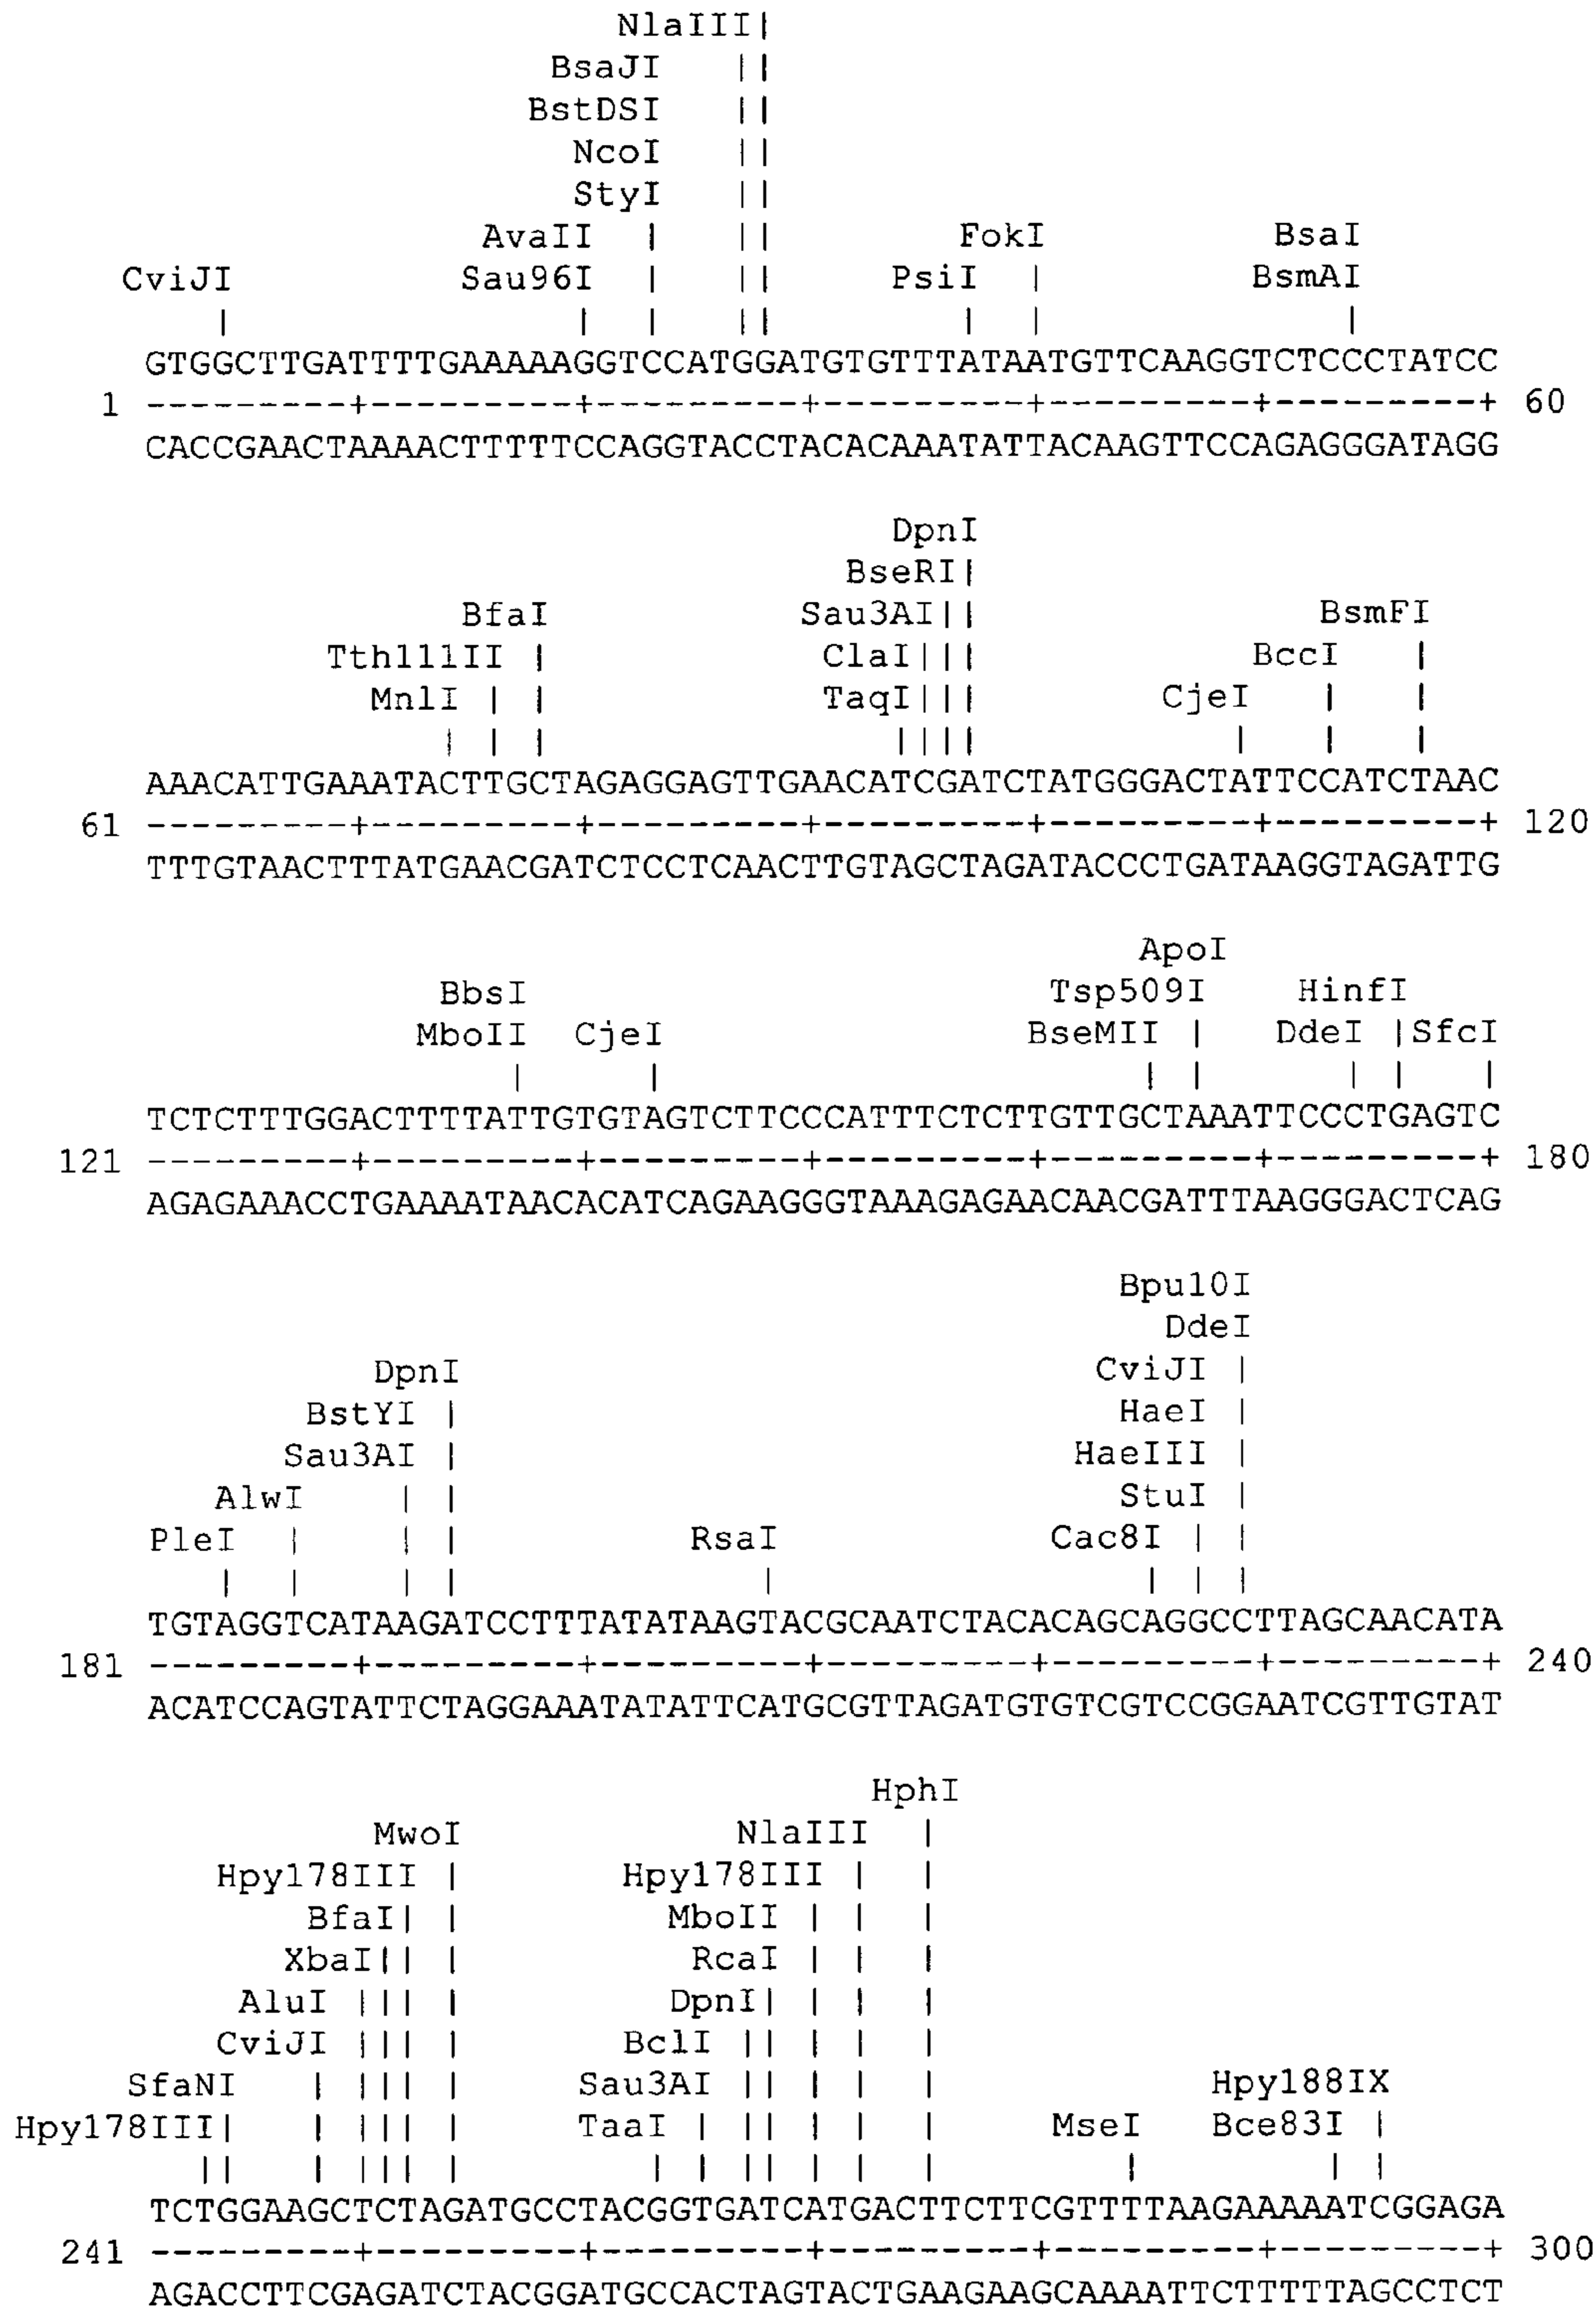 NlaIII|
BsaJI ||
BstDSI ||
NcoI ||
StyI ||
AvaII | || FokI BsaI
CviJI Sau96I | || PsiI | BsmAI
| | | || | | |
GTGGCTTGATTTTGAAAAAGGTCCATGGATGTGTTTATAATGTTCAAGGTCTCCCTATCC
1 ---------+---------+---------+---------+---------+---------+ 60
CACCGAACTAAAACTTTTTCCAGGTACCTACACAAATATTACAAGTTCCAGAGGGATAGG
DpnI
BseRI|
BfaI Sau3AI|| BsmFI
Tth111II | ClaI||| BccI |
MnlI | | TaqI||| CjeI | |
| | | |||| | | |
AAACATTGAAATACTTGCTAGAGGAGTTGAACATCGATCTATGGGACTATTCCATCTAAC
61 ---------+---------+---------+---------+---------+---------+ 120
TTTGTAACTTTATGAACGATCTCCTCAACTTGTAGCTAGATACCCTGATAAGGTAGATTG
ApoI
BbsI Tsp509I HinfI
MboII CjeI BseMII | DdeI |SfcI
| | | | | | |
TCTCTTTGGACTTTTATTGTGTAGTCTTCCCATTTCTCTTGTTGCTAAATTCCCTGAGTC
121 ---------+---------+---------+---------+---------+---------+ 180
AGAGAAACCTGAAAATAACACATCAGAAGGGTAAAGAGAACAACGATTTAAGGGACTCAG
Bpu10I
DdeI
DpnI CviJI |
BstYI | HaeI |
Sau3AI | HaeIII |
AlwI | | StuI |
PleI | | | RsaI Cac8I | |
| | | | | | | |
TGTAGGTCATAAGATCCTTTATATAAGTACGCAATCTACACAGCAGGCCTTAGCAACATA
181 ---------+---------+---------+---------+---------+---------+ 240
ACATCCAGTATTCTAGGAAATATATTCATGCGTTAGATGTGTCGTCCGGAATCGTTGTAT
HphI
MwoI NlaIII |
Hpy178III | Hpy178III | |
BfaI| | MboII | | |
XbaI|| | RcaI | | |
AluI ||| | DpnI| | | |
CviJI ||| | BclI || | | |
SfaNI | ||| | Sau3AI || | | | Hpy188IX
Hpy178III| | ||| | TaaI | || | | | MseI Bce83I |
|| | ||| | | | || | | | | | |
TCTGGAAGCTCTAGATGCCTACGGTGATCATGACTTCTTCGTTTTAAGAAAAATCGGAGA
241 ---------+---------+---------+---------+---------+---------+ 300
AGACCTTCGAGATCTACGGATGCCACTAGTACTGAAGAAGCAAAATTCTTTTTAGCCTCT